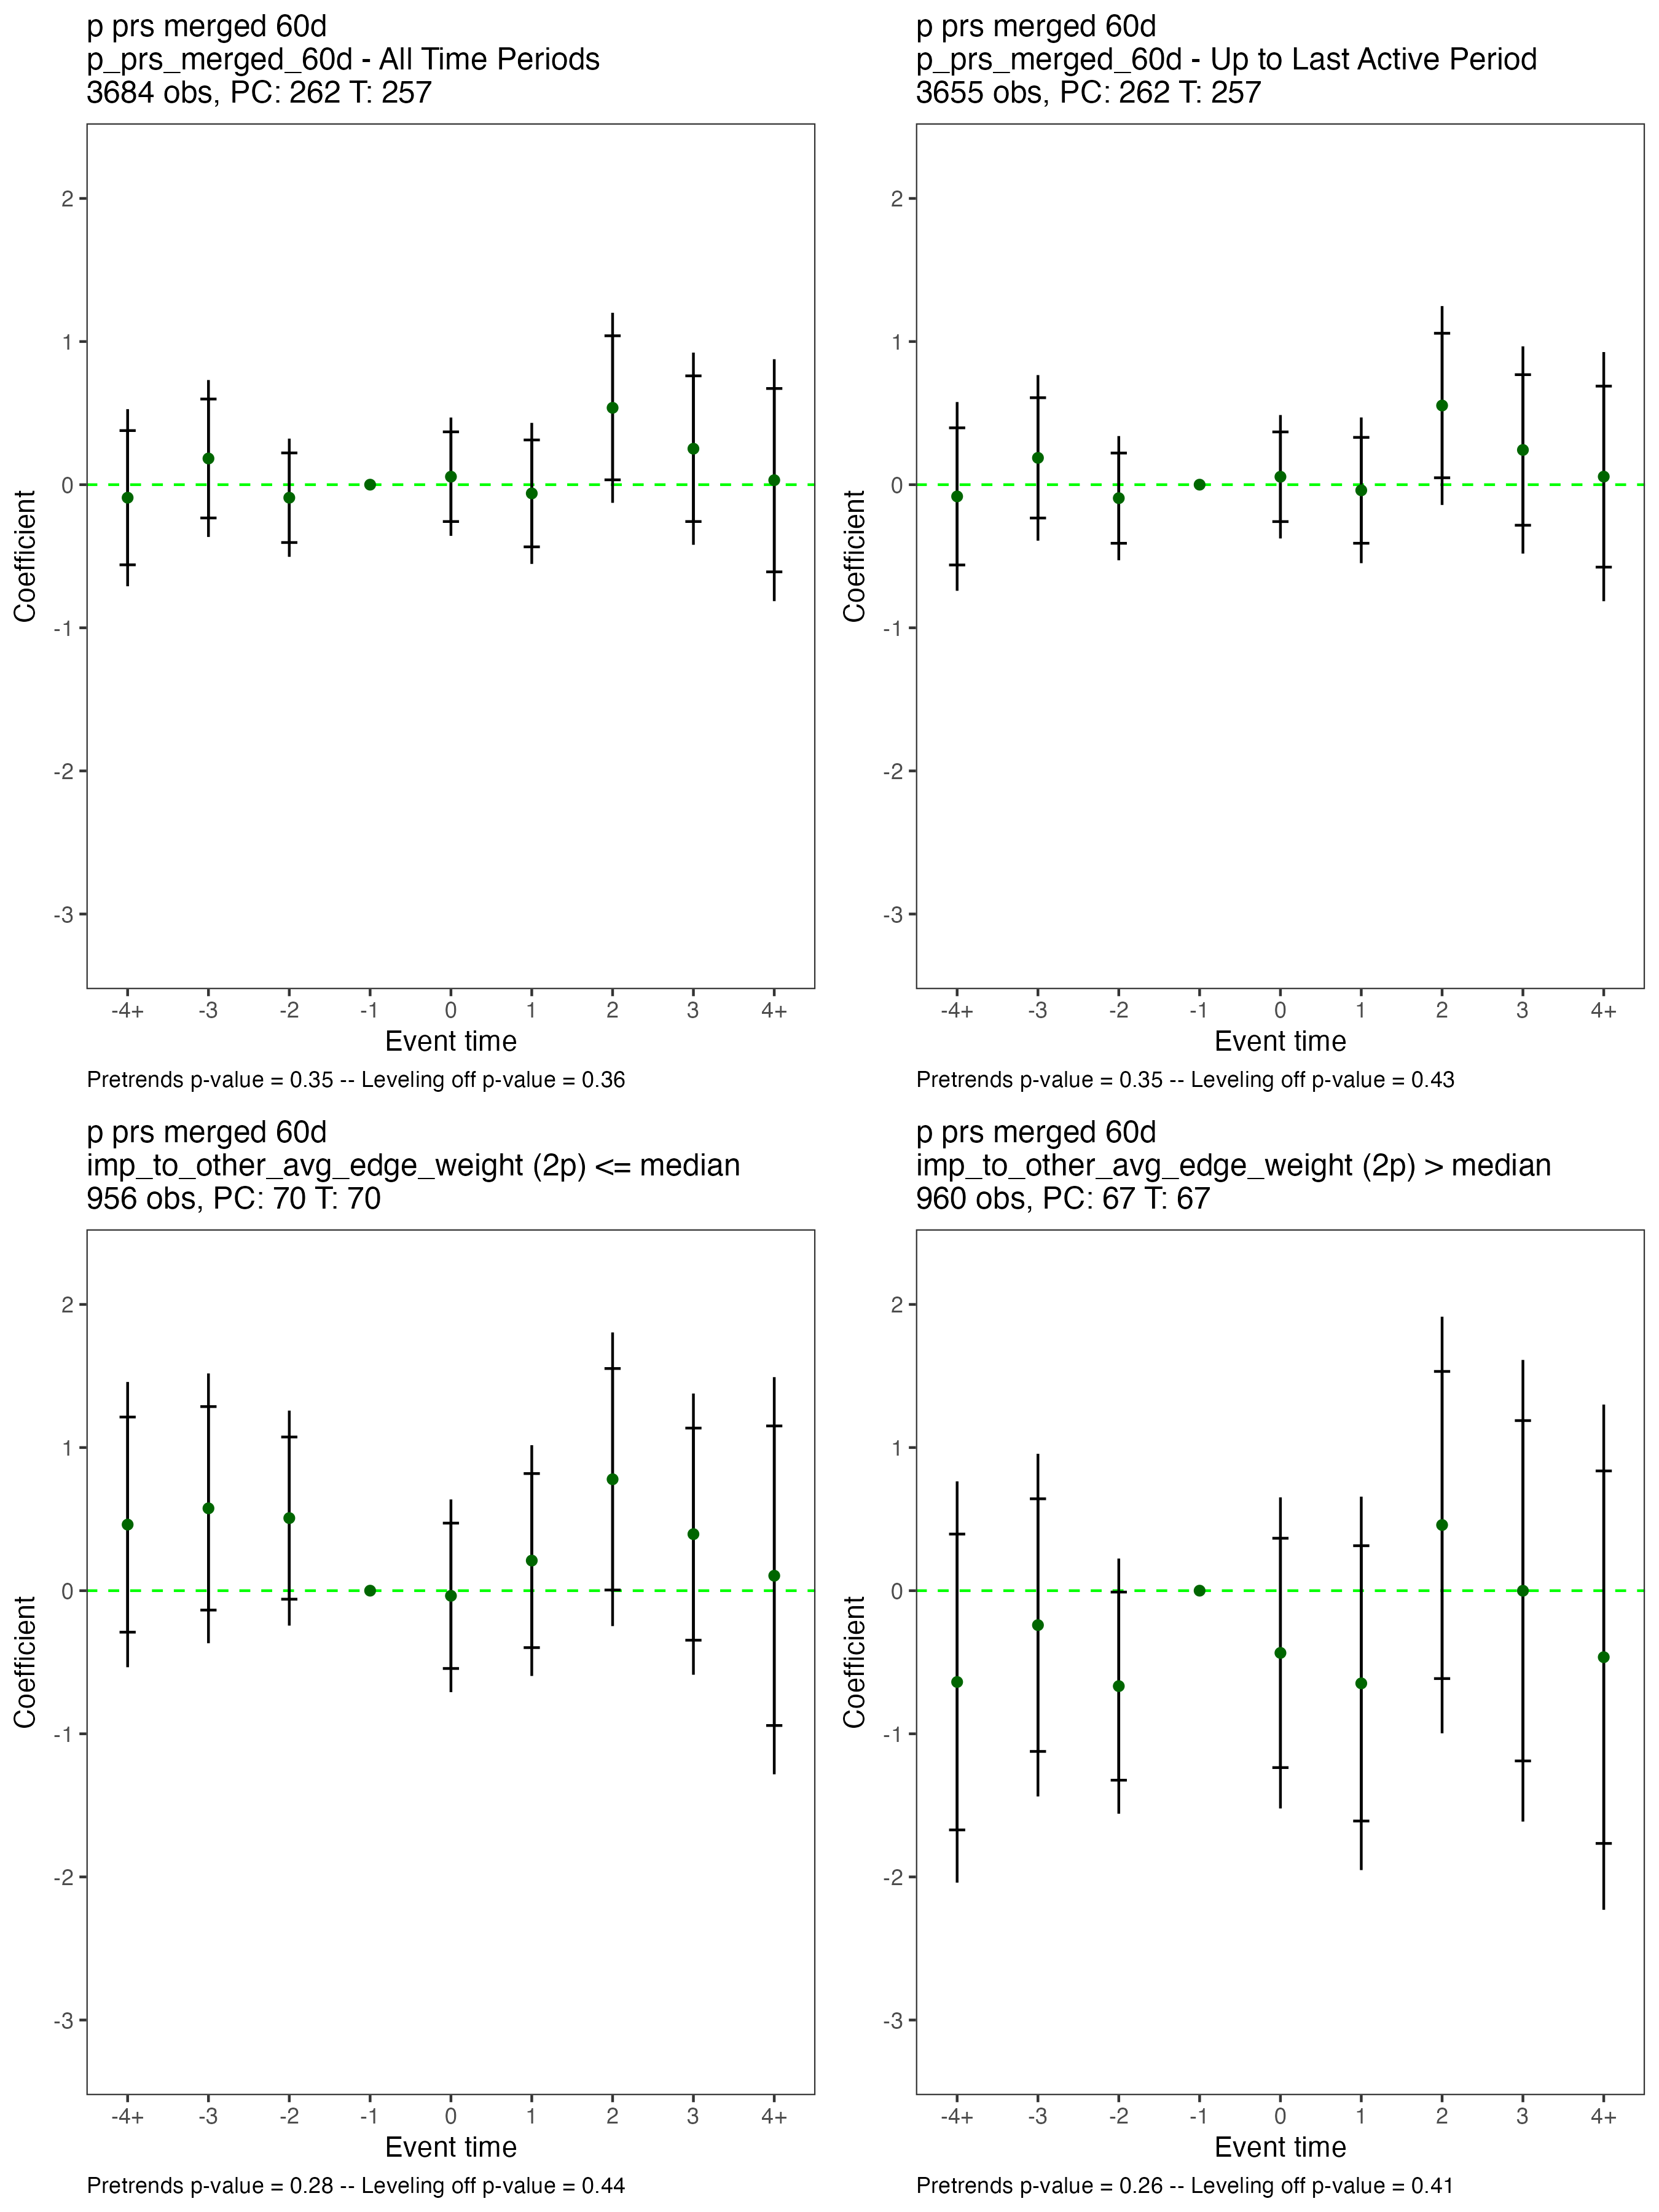 p prs merged 60d
p_prs_merged_60d - All Time Periods
3684 obs, PC: 262 T: 257
2
1
0
-1
-2
-3
Coefficient
-4+ -3 -2 -1 0 1 2 3 4+
Event time
Pretrends p-value = 0.35 -- Leveling off p-value = 0.36
p prs merged 60d
p_prs_merged_60d - Up to Last Active Period
3655 obs, PC: 262 T: 257
2
1
0
-1
-2
-3
Coefficient
-4+ -3 -2 -1 0 1 2 3 4+
Event time
Pretrends p-value = 0.35 -- Leveling off p-value = 0.43
p prs merged 60d
imp_to_other_avg_edge_weight (2p) <= median
956 obs, PC: 70 T: 70
2
1
0
-1
-2
-3
Coefficient
-4+ -3 -2 -1 0 1 2 3 4+
Event time
Pretrends p-value = 0.28 -- Leveling off p-value = 0.44
p prs merged 60d
imp_to_other_avg_edge_weight (2p) > median
960 obs, PC: 67 T: 67
2
1
0
-1
-2
-3
Coefficient
-4+ -3 -2 -1 0 1 2 3 4+
Event time
Pretrends p-value = 0.26 -- Leveling off p-value = 0.41